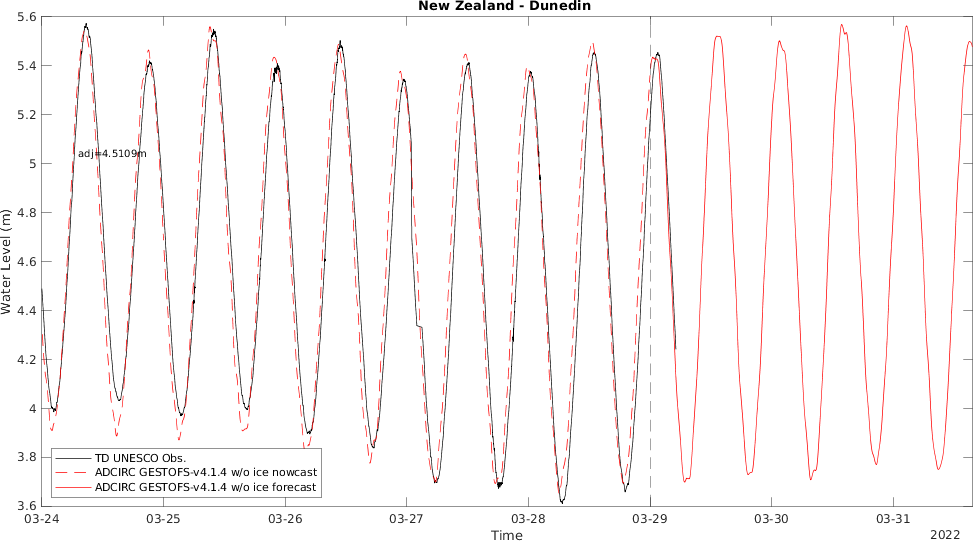 New Zealand - Dunedin
5.6
5.4
5.2
5
4.8
4.6
4.4
4.2
4
3.8
3.6
Water Level (m)
adj=4.5109m
TD UNESCO Obs.
ADCIRC GESTOFS-v4.1.4 w/o ice nowcast
ADCIRC GESTOFS-v4.1.4 w/o ice forecast
03-24 03-25 03-26 03-27 03-28 03-29 03-30 03-31
Time
2022